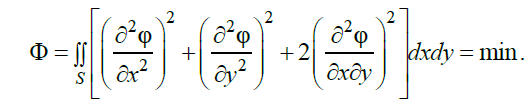 Φ = ∬_S [ (∂²φ/∂x²)² + (∂²φ/∂y²)² + 2(∂²φ/∂x∂y)² ] dxdy = min.